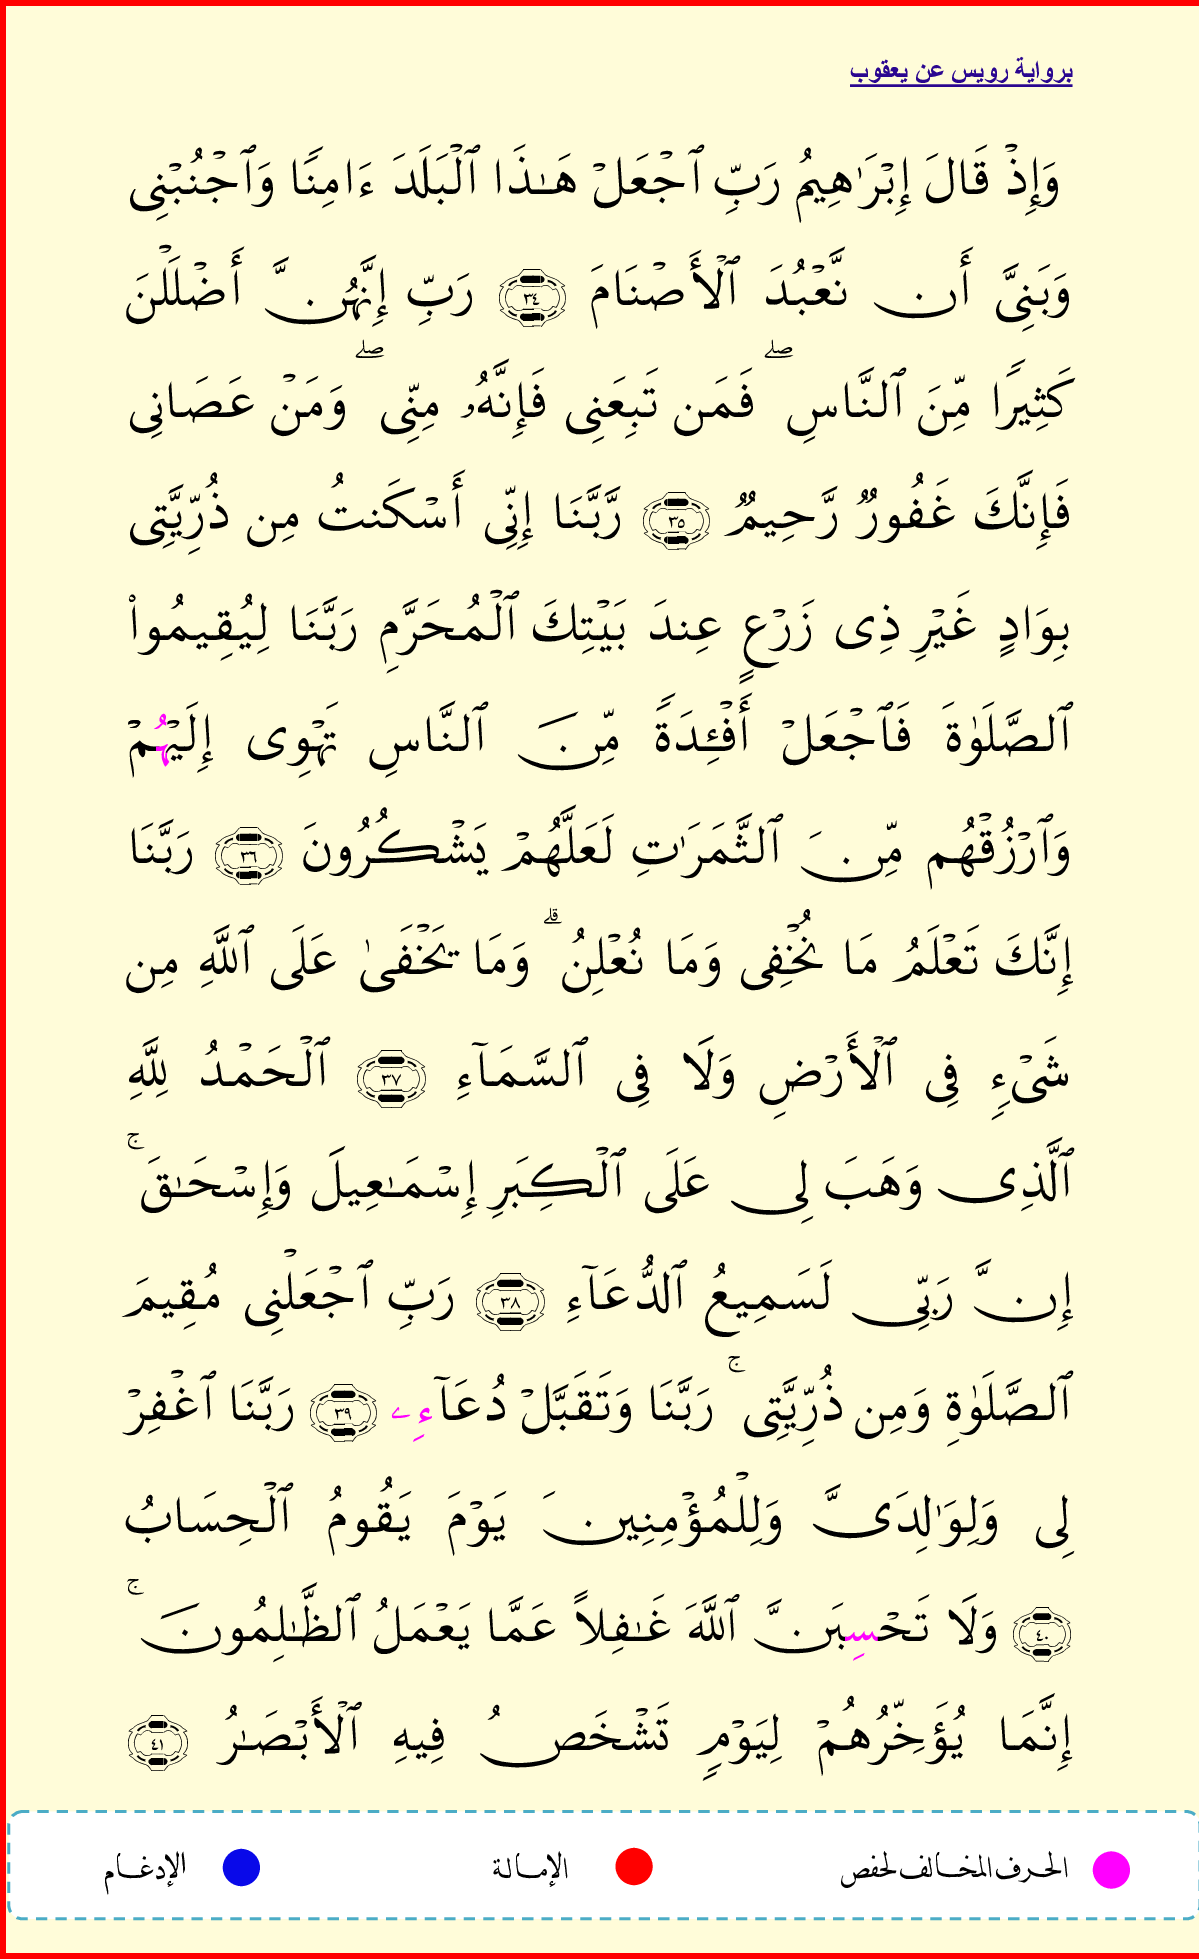 برواية رويس عن يعقوب
وَإِذْ قَالَ إِبْرَٰهِيمُ رَبِّ ٱجْعَلْ هَـٰذَا ٱلْبَلَدَ ءَامِنًا وَٱجْنُبْنِى
وَبَنِىَّ أَن نَّعْبُدَ ٱلْأَصْنَامَ ٣٤ رَبِّ إِنَّهُنَّ أَضْلَلْنَ
كَثِيرًا مِّنَ ٱلنَّاسِ ۖ فَمَن تَبِعَنِى فَإِنَّهُۥ مِنِّى ۖ وَمَنْ عَصَانِى
فَإِنَّكَ غَفُورٌ رَّحِيمٌ ٣٥ رَّبَّنَا إِنِّى أَسْكَنتُ مِن ذُرِّيَّتِى
بِوَادٍ غَيْرِ ذِى زَرْعٍ عِندَ بَيْتِكَ ٱلْمُحَرَّمِ رَبَّنَا لِيُقِيمُوا۟
ٱلصَّلَوٰةَ فَٱجْعَلْ أَفْـِٔدَةً مِّنَ ٱلنَّاسِ تَهْوِى إِلَيْهُمْ
وَٱرْزُقْهُم مِّنَ ٱلثَّمَرَٰتِ لَعَلَّهُمْ يَشْكُرُونَ ٣٦ رَبَّنَا
إِنَّكَ تَعْلَمُ مَا نُخْفِى وَمَا نُعْلِنُ ۗ وَمَا يَخْفَىٰ عَلَى ٱللَّهِ مِن
شَىْءٍ فِى ٱلْأَرْضِ وَلَا فِى ٱلسَّمَآءِ ٣٧ ٱلْحَمْدُ لِلَّهِ
ٱلَّذِى وَهَبَ لِى عَلَى ٱلْكِبَرِ إِسْمَـٰعِيلَ وَإِسْحَـٰقَ ۚ
إِنَّ رَبِّى لَسَمِيعُ ٱلدُّعَآءِ ٣٨ رَبِّ ٱجْعَلْنِى مُقِيمَ
ٱلصَّلَوٰةِ وَمِن ذُرِّيَّتِى ۚ رَبَّنَا وَتَقَبَّلْ دُعَآءِۦ ٣٩ رَبَّنَا ٱغْفِرْ
لِى وَلِوَٰلِدَىَّ وَلِلْمُؤْمِنِينَ يَوْمَ يَقُومُ ٱلْحِسَابُ
٤٠ وَلَا تَحْسِبَنَّ ٱللَّهَ غَـٰفِلاً عَمَّا يَعْمَلُ ٱلظَّـٰلِمُونَ ۚ
إِنَّمَا يُؤَخِّرُهُمْ لِيَوْمٍ تَشْخَصُ فِيهِ ٱلْأَبْصَـٰرُ ٤١
الحرف المخالف لحفص الإمالة الإدغام